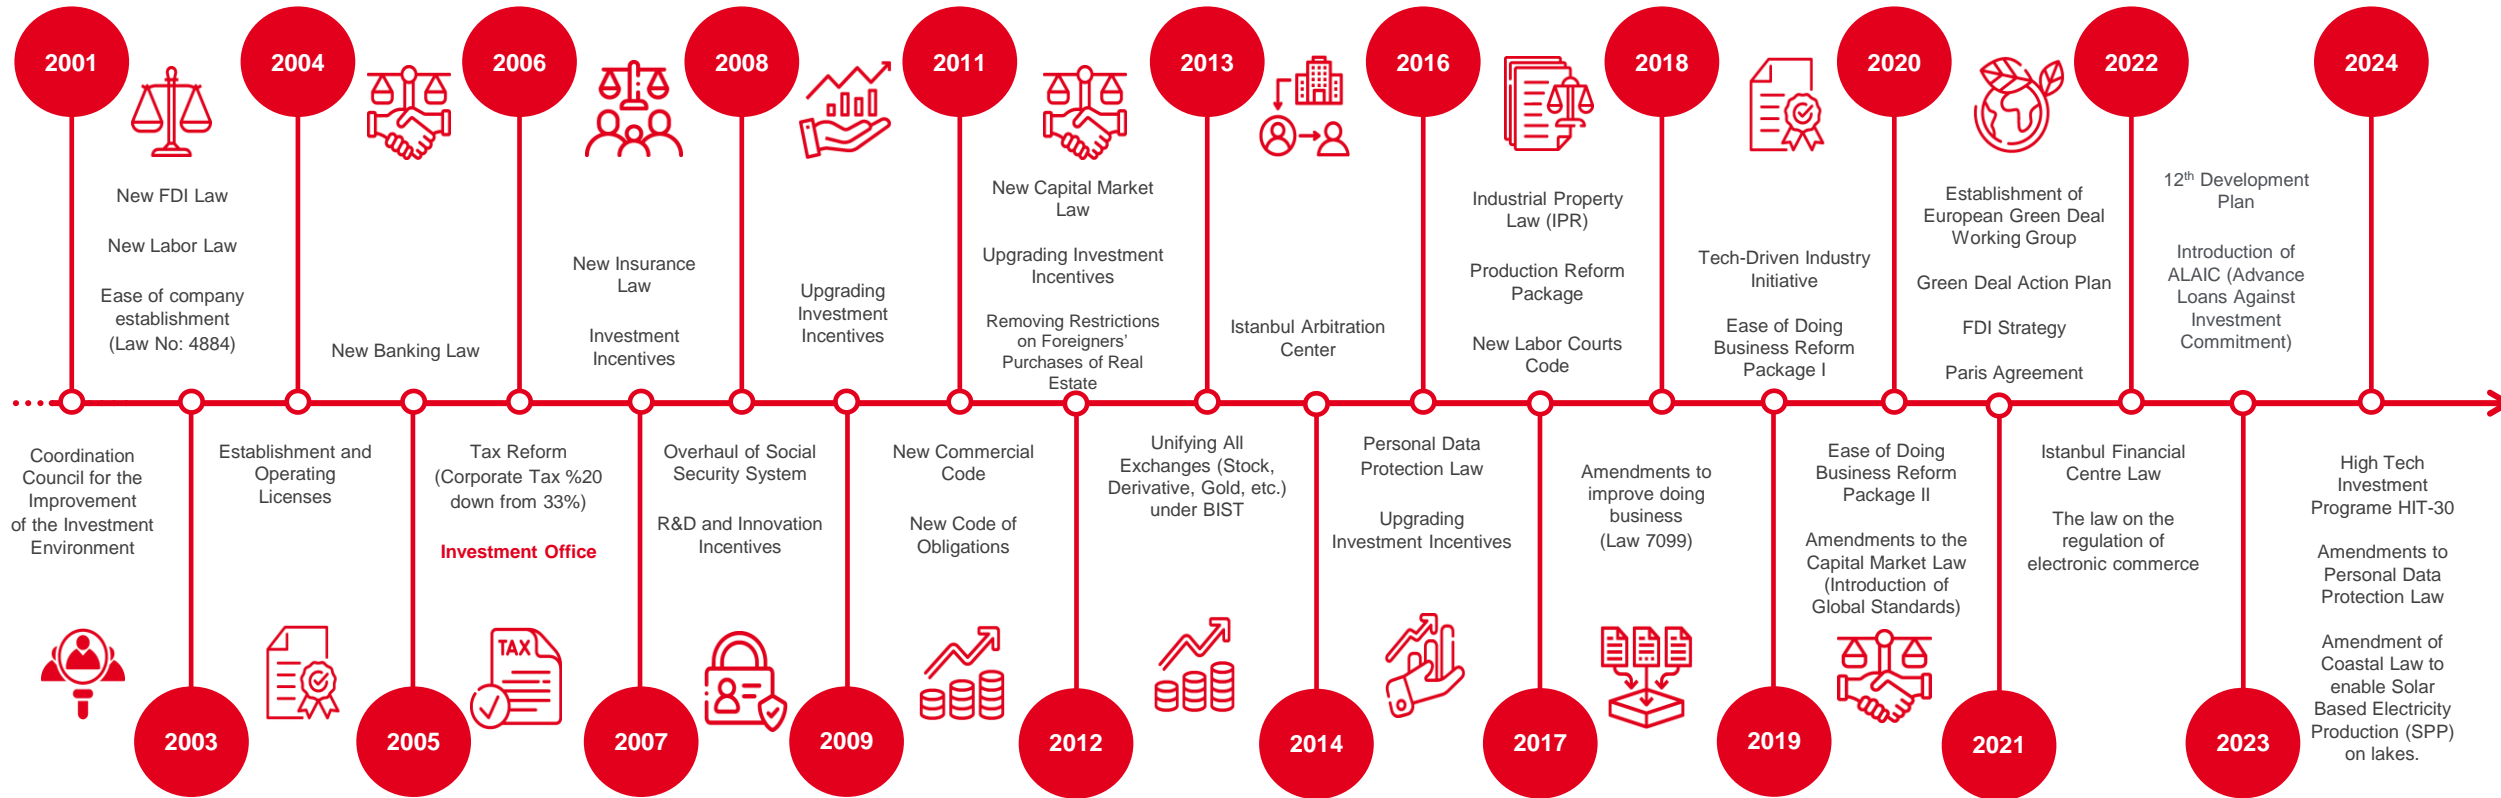 2001
2004
2006
2008
2011
2013
2016
2018
2020
2022
2024
New FDI Law
New Labor Law
Ease of company
establishment
(Law No: 4884)
New Banking Law
New Insurance
Law
Investment
Incentives
Upgrading
Investment
Incentives
New Capital Market
Law
Upgrading Investment
Incentives
Removing Restrictions
on Foreigners’
Purchases of Real
Estate
Istanbul Arbitration
Center
Industrial Property
Law (IPR)
Production Reform
Package
New Labor Courts
Code
Tech-Driven Industry
Initiative
Ease of Doing
Business Reform
Package I
Establishment of
European Green Deal
Working Group
Green Deal Action Plan
FDI Strategy
Paris Agreement
12th Development
Plan
Introduction of
ALAIC (Advance
Loans Against
Investment
Commitment)
Coordination
Council for the
Improvement
of the Investment
Environment
Establishment and
Operating
Licenses
Tax Reform
(Corporate Tax %20
down from 33%)
Investment Office
TAX
Overhaul of Social
Security System
R&D and Innovation
Incentives
New Commercial
Code
New Code of
Obligations
Unifying All
Exchanges (Stock,
Derivative, Gold, etc.)
under BIST
Personal Data
Protection Law
Upgrading
Investment Incentives
Amendments to
improve doing
business
(Law 7099)
Ease of Doing
Business Reform
Package II
Amendments to the
Capital Market Law
(Introduction of
Global Standards)
Istanbul Financial
Centre Law
The law on the
regulation of
electronic commerce
High Tech
Investment
Programe HIT-30
Amendments to
Personal Data
Protection Law
Amendment of
Coastal Law to
enable Solar
Based Electricity
Production (SPP)
on lakes.
2003
2005
2007
2009
2012
2014
2017
2019
2021
2023